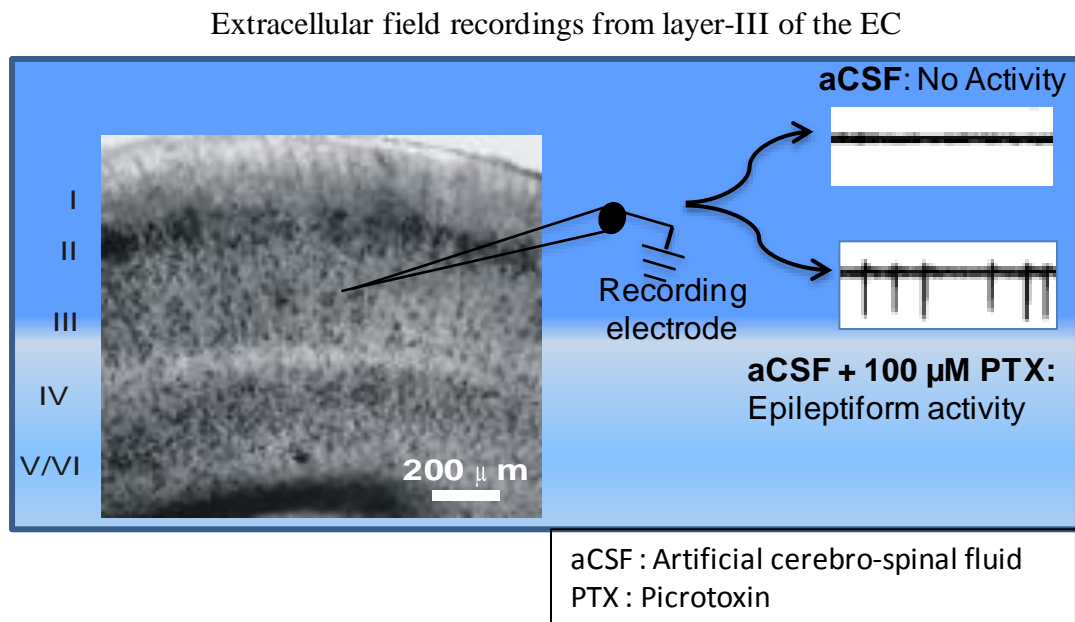 Extracellular field recordings from layer-III of the EC
aCSF: No Activity
I
II
III
IV
V/VI
200 μ m
Recording
electrode
aCSF + 100 µM PTX:
Epileptiform activity
aCSF : Artificial cerebro-spinal fluid
PTX : Picrotoxin